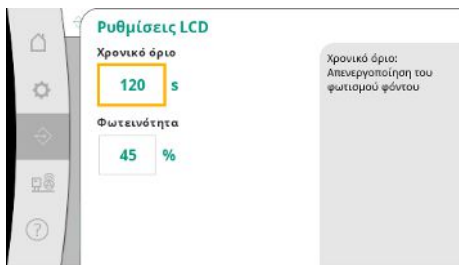 Ρυθμίσεις LCD
Χρονικό όριο
120 s
Φωτεινότητα
45 %
Χρονικό όριο:
Απενεργοποίηση του
φωτισμού φόντου